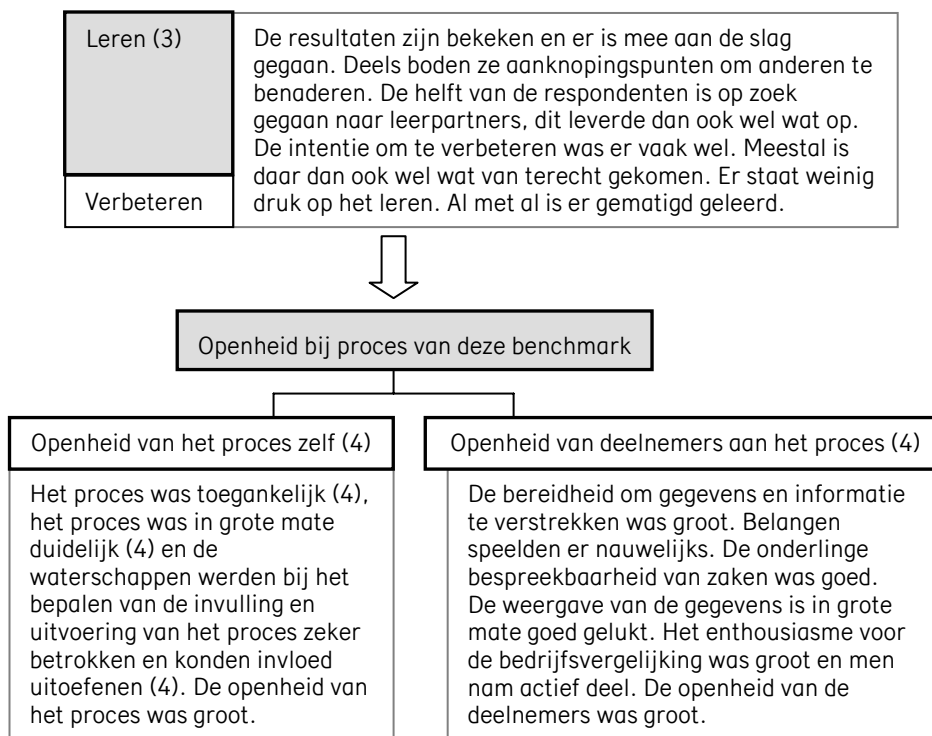 Leren (3)
Verbeteren
De resultaten zijn bekeken en er is mee aan de slag
gegaan. Deels boden ze aanknopingspunten om anderen te
benaderen. De helft van de respondenten is op zoek
gegaan naar leerpartners, dit leverde dan ook wel wat op.
De intentie om te verbeteren was er vaak wel. Meestal is
daar dan ook wel wat van terecht gekomen. Er staat weinig
druk op het leren. Al met al is er gematigd geleerd.
Openheid bij proces van deze benchmark
Openheid van het proces zelf (4)
Het proces was toegankelijk (4),
het proces was in grote mate
duidelijk (4) en de
waterschappen werden bij het
bepalen van de invulling en
uitvoering van het proces zeker
betrokken en konden invloed
uitoefenen (4). De openheid van
het proces was groot.
Openheid van deelnemers aan het proces (4)
De bereidheid om gegevens en informatie
te verstrekken was groot. Belangen
speelden er nauwelijks. De onderlinge
bespreekbaarheid van zaken was goed.
De weergave van de gegevens is in grote
mate goed gelukt. Het enthousiasme voor
de bedrijfsvergelijking was groot en men
nam actief deel. De openheid van de
deelnemers was groot.